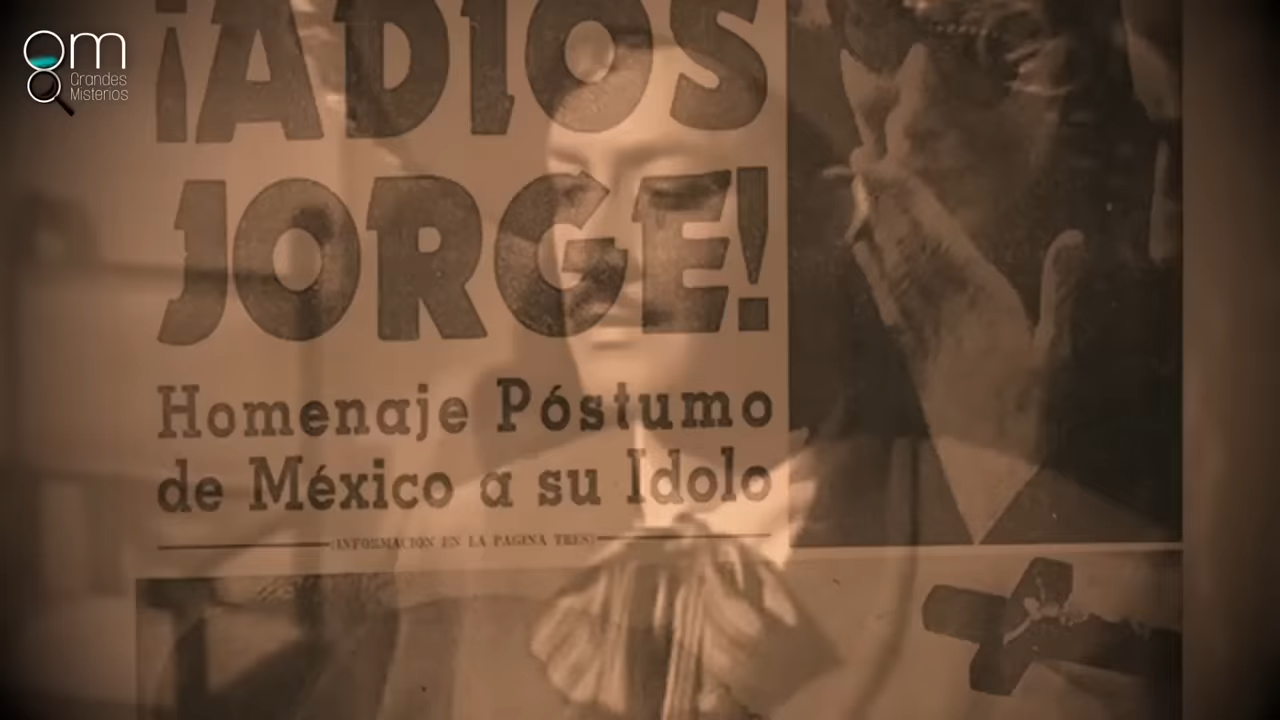 gm
Grandes
Misterios
¡ADIOS
JORGE!
Homenaje Póstumo
de México a su Idolo
(INFORMACION EN LA PAGINA TRES)